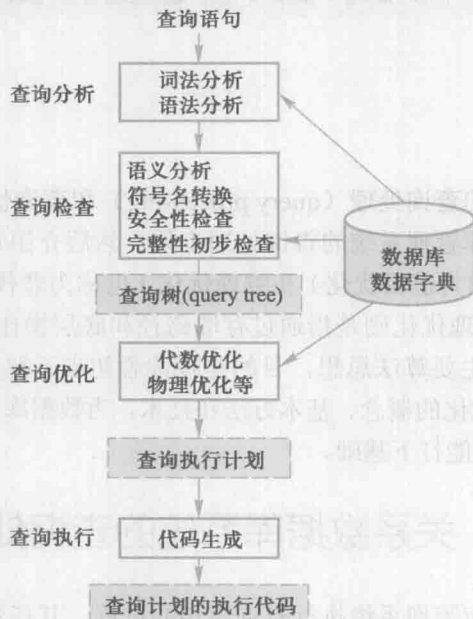 查询语句
查询分析
词法分析
语法分析
查询检查
语义分析
符号名转换
安全性检查
完整性初步检查
数据库
数据字典
查询树(query tree)
查询优化
代数优化
物理优化等
查询执行计划
查询执行
代码生成
查询计划的执行代码